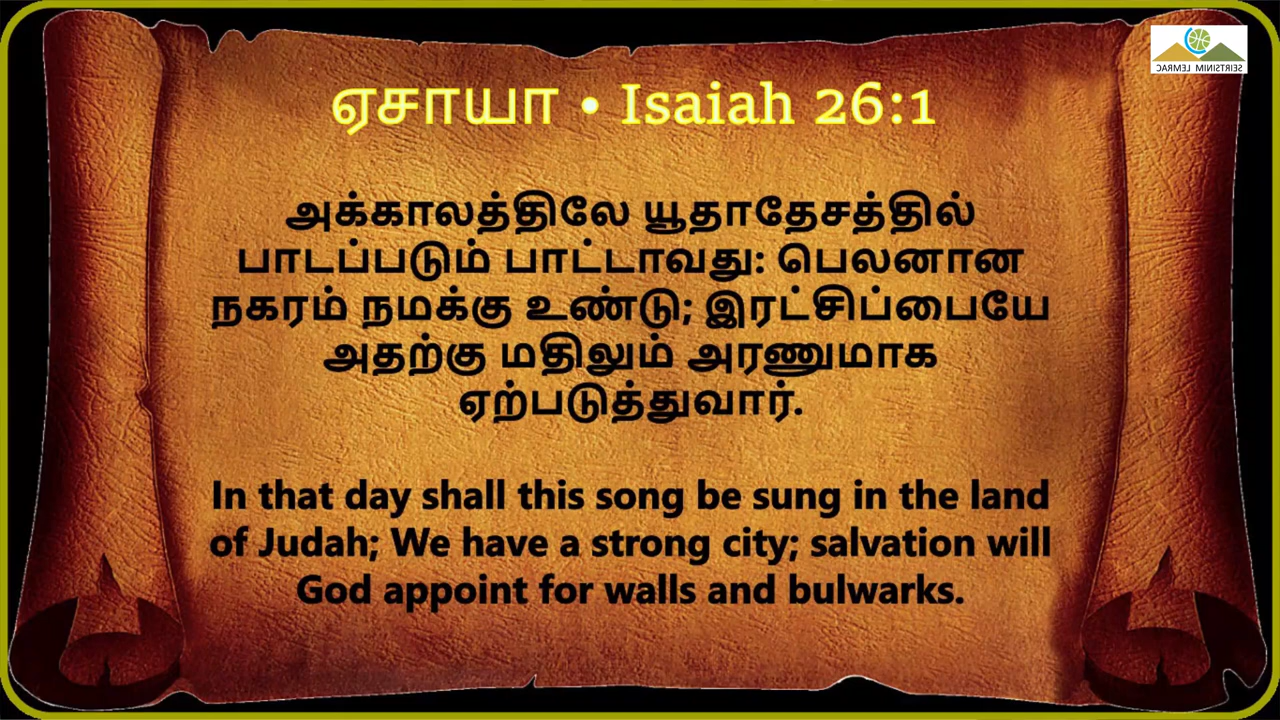 CARMEL MINISTRIES
ஏசாயா • Isaiah 26:1
அக்காலத்திலே யூதாதேசத்தில்
பாடப்படும் பாட்டாவது: பெலனான
நகரம் நமக்கு உண்டு; இரட்சிப்பையே
அதற்கு மதிலும் அரணுமாக
ஏற்படுத்துவார்.
In that day shall this song be sung in the land
of Judah; We have a strong city; salvation will
God appoint for walls and bulwarks.